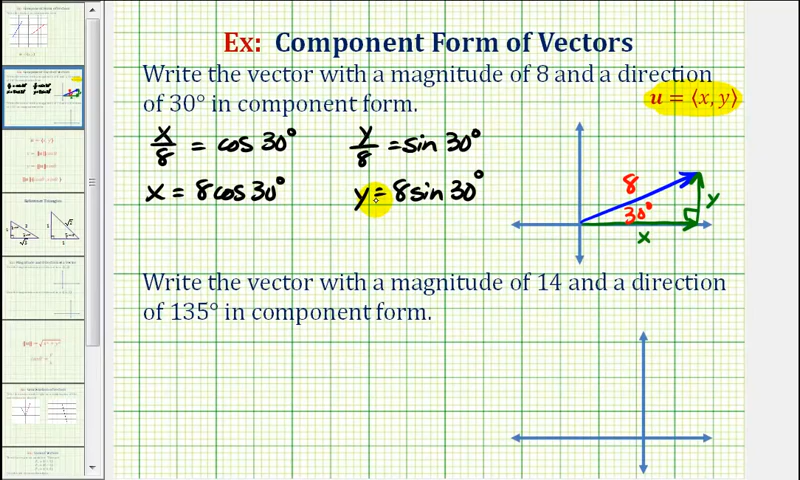 Ex: Component Form of Vectors
Write the vector with a magnitude of 8 and a direction
of 30° in component form.
u = ⟨x, y⟩
x/8 = cos 30° y/8 = sin 30°
x = 8cos 30° y = 8 sin 30°
8
30°
y
x
Write the vector with a magnitude of 14 and a direction
of 135° in component form.